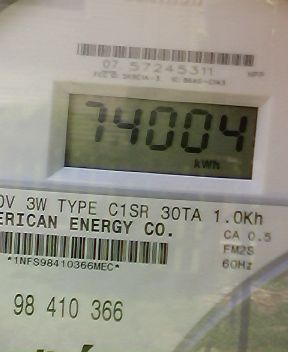 07 57245311
74004
kWh
0V 3W TYPE C1SR 30TA 1.0Kh
ERICAN ENERGY CO.
CA 0.5
FM2S
60Hz
*1NFS98410366MEC*
98 410 366